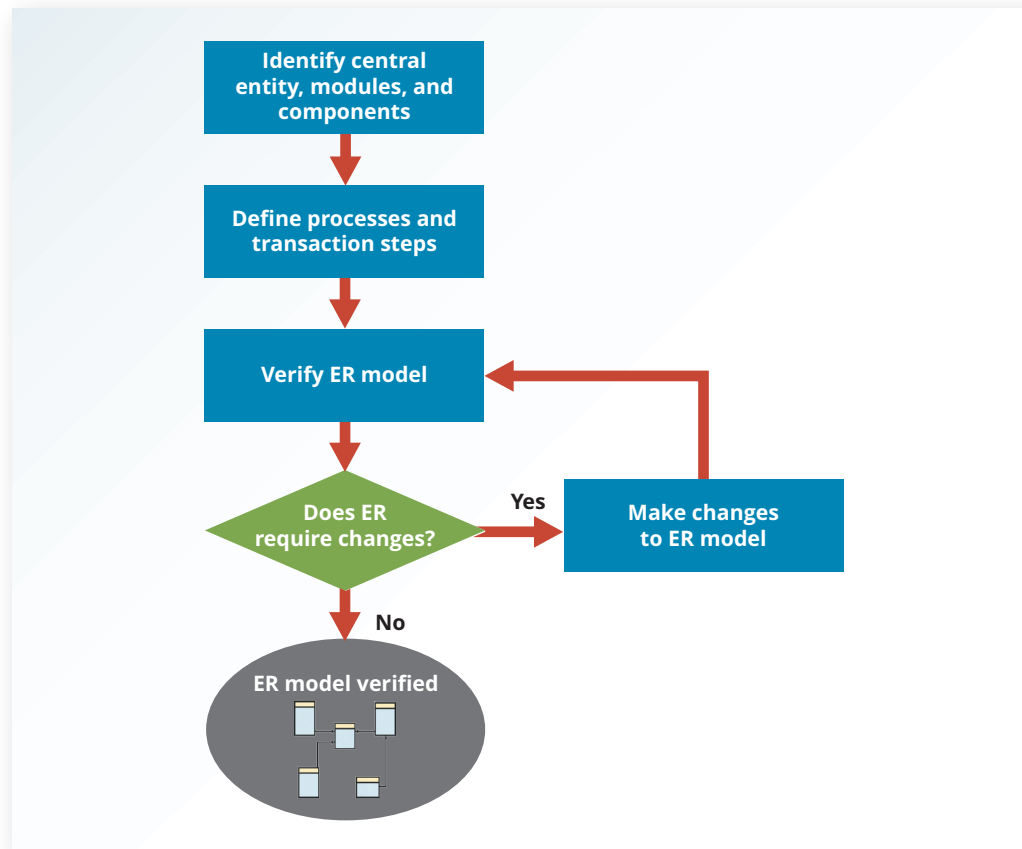 Identify central
entity, modules, and
components
Define processes and
transaction steps
Verify ER model
Does ER
require changes?
Yes
Make changes
to ER model
No
ER model verified